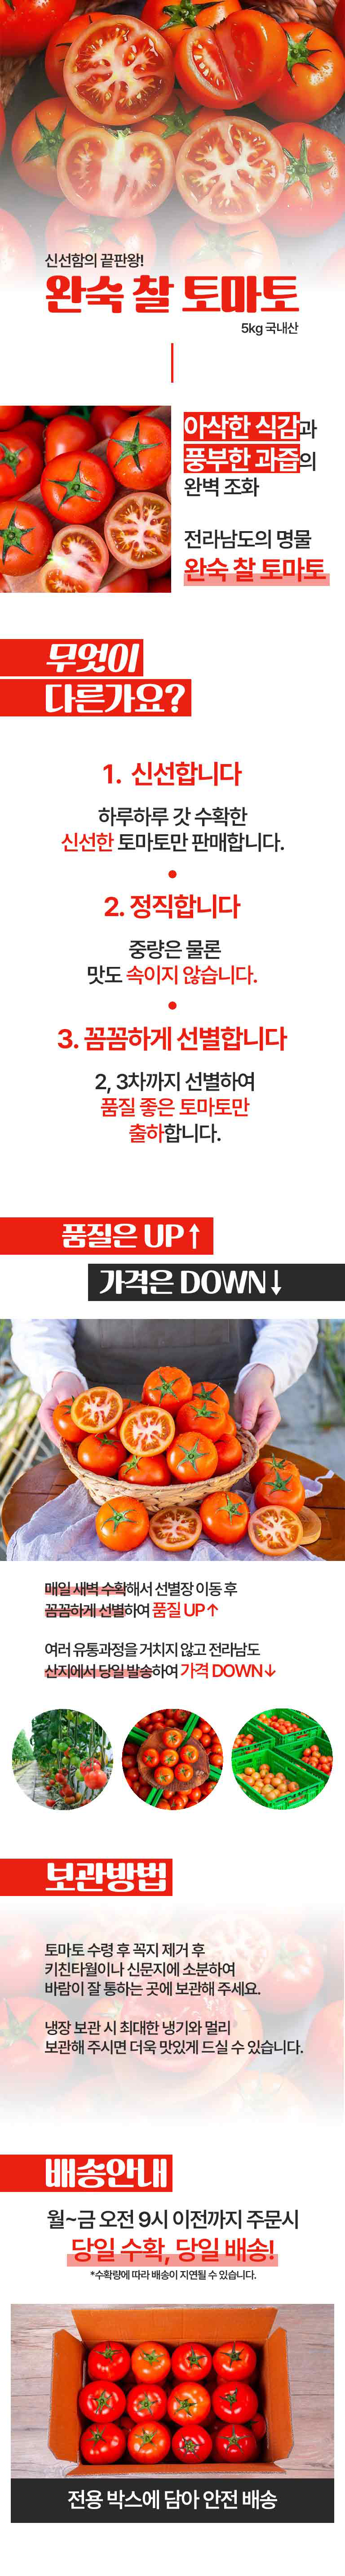 신선함의 끝판왕!
완숙 찰 토마토
5kg 국내산
아삭한 식감과
풍부한 과즙의
완벽 조화
전라남도의 명물
완숙 찰 토마토
무엇이
다른가요?
1. 신선합니다
하루하루 갓 수확한
신선한 토마토만 판매합니다.
2. 정직합니다
중량은 물론
맛도 속이지 않습니다.
3. 꼼꼼하게 선별합니다
2, 3차까지 선별하여
품질 좋은 토마토만
출하합니다.
품질은 UP↑
가격은 DOWN↓
매일 새벽 수확해서 선별장 이동 후
꼼꼼하게 선별하여 품질 UP↑
여러 유통과정을 거치지 않고 전라남도
산지에서 당일 발송하여 가격 DOWN↓
보관방법
토마토 수령 후 꼭지 제거 후
키친타월이나 신문지에 소분하여
바람이 잘 통하는 곳에 보관해 주세요.
냉장 보관 시 최대한 냉기와 멀리
보관해 주시면 더욱 맛있게 드실 수 있습니다.
배송안내
월~금 오전 9시 이전까지 주문시
당일 수확, 당일 배송!
*수확량에 따라 배송이 지연될 수 있습니다.
전용 박스에 담아 안전 배송